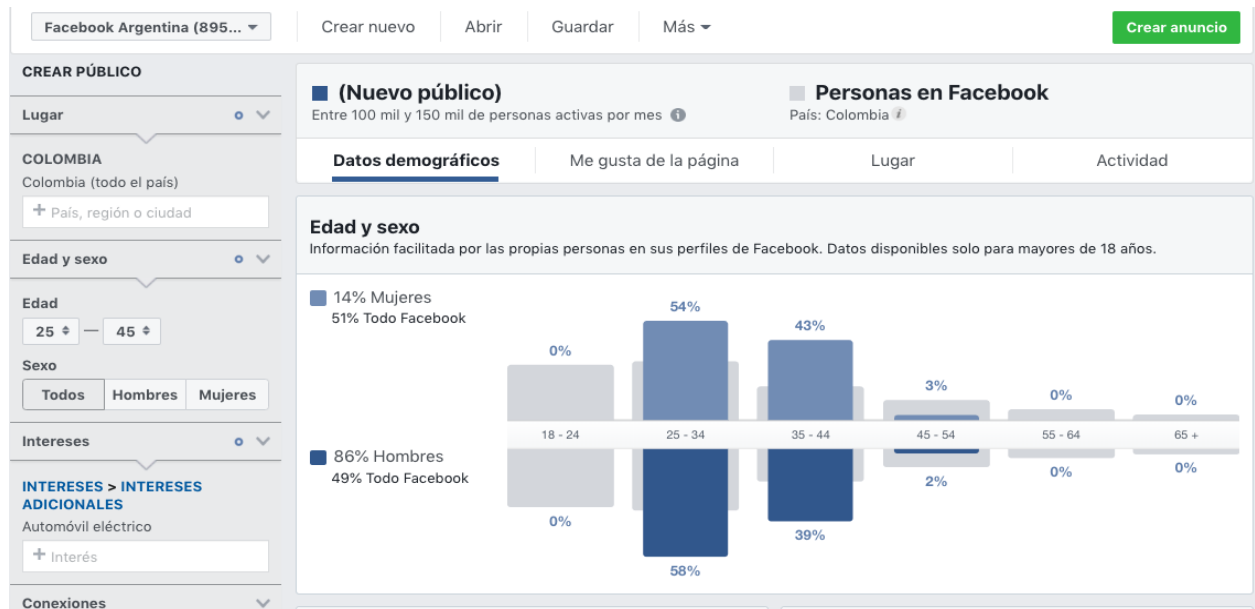 Facebook Argentina (895...
Crear nuevo
Abrir
Guardar
Más
Crear anuncio
CREAR PÚBLICO
Lugar
COLOMBIA
Colombia (todo el país)
+ País, región o ciudad
Edad y sexo
Edad
25 — 45
Sexo
Todos Hombres Mujeres
Intereses
INTERESES > INTERESES
ADICIONALES
Automóvil eléctrico
+ Interés
Conexiones
(Nuevo público)
Entre 100 mil y 150 mil de personas activas por mes i
Personas en Facebook
País: Colombia i
Datos demográficos
Me gusta de la página
Lugar
Actividad
Edad y sexo
Información facilitada por las propias personas en sus perfiles de Facebook. Datos disponibles solo para mayores de 18 años.
14% Mujeres
51% Todo Facebook
0% 54% 43% 3% 0% 0%
18 - 24 25 - 34 35 - 44 45 - 54 55 - 64 65 +
86% Hombres
49% Todo Facebook
0% 58% 39% 2% 0% 0%